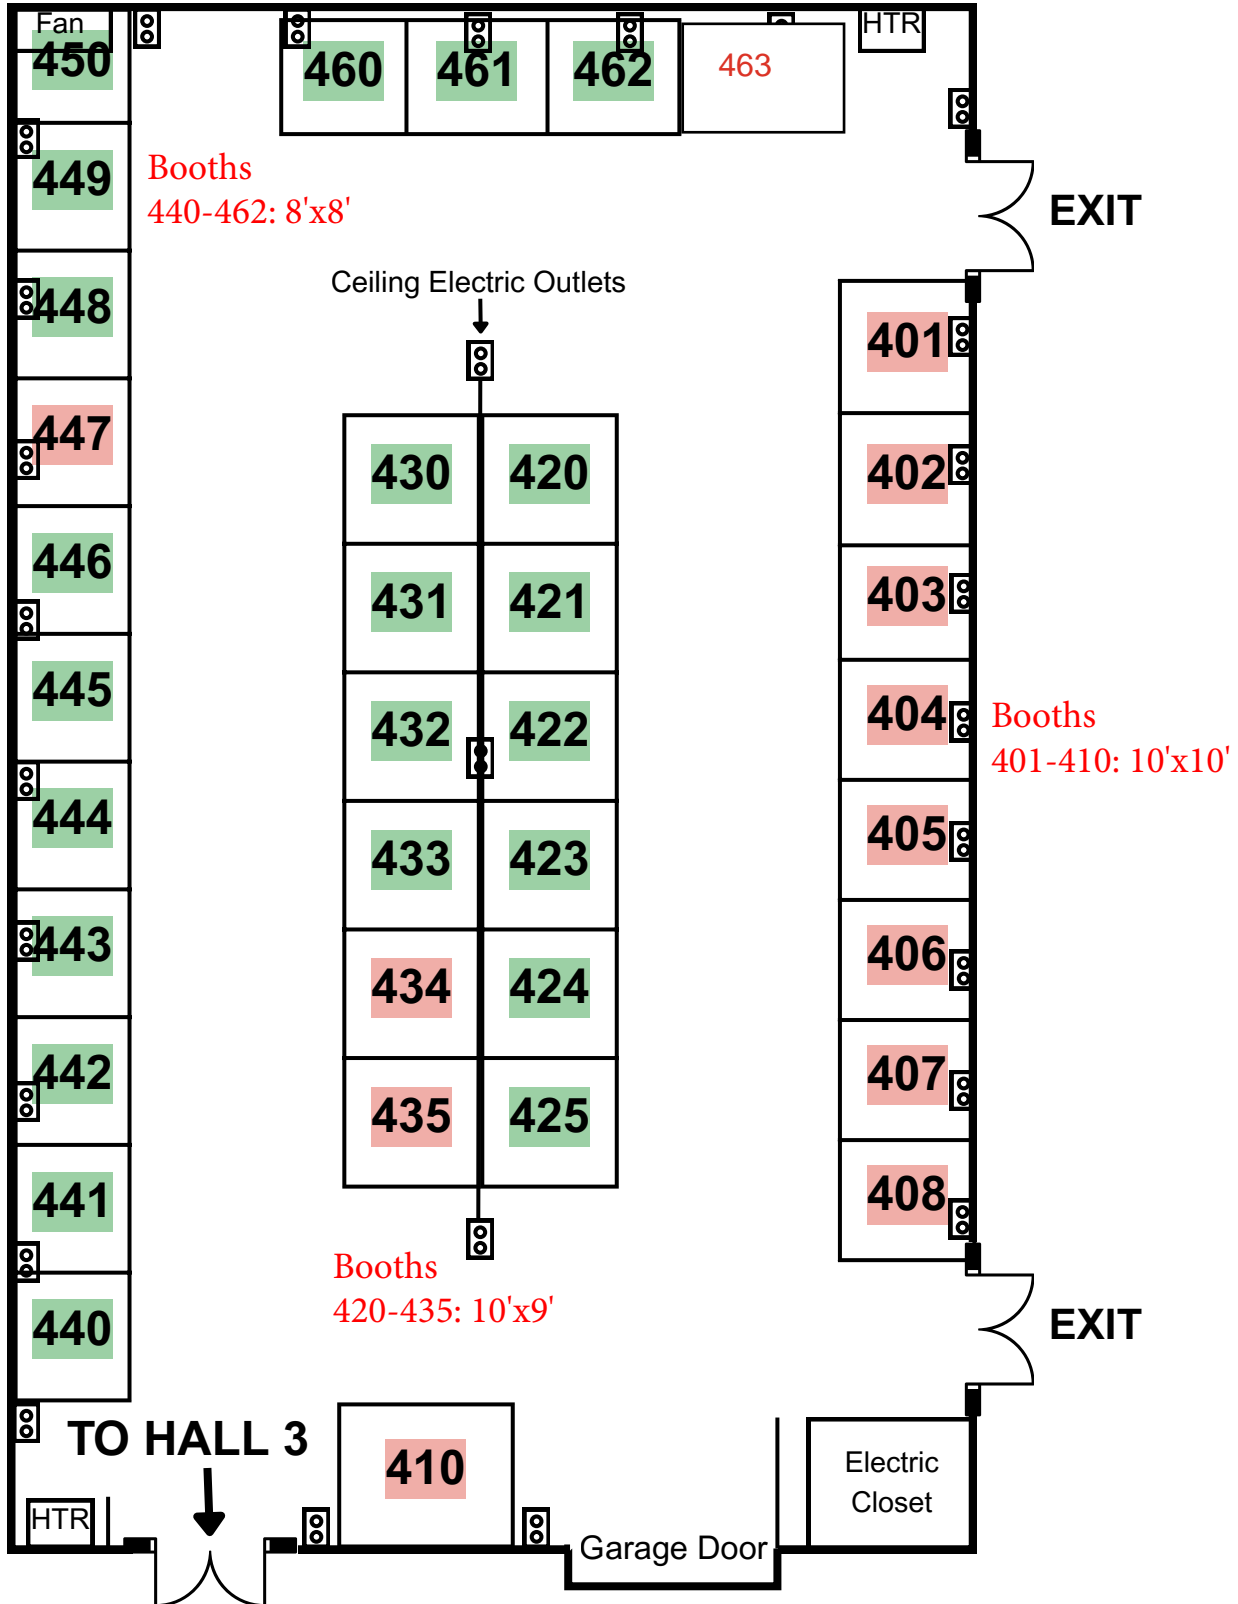 Fan
HTR
450
460
461
462
463
449
Booths
440-462: 8'x8'
EXIT
Ceiling Electric Outlets
448
401
447
430
420
402
446
431
421
403
445
432
422
404
Booths
401-410: 10'x10'
444
433
423
405
443
434
424
406
442
435
425
407
441
408
Booths
420-435: 10'x9'
440
EXIT
TO HALL 3
410
Electric
Closet
HTR
Garage Door